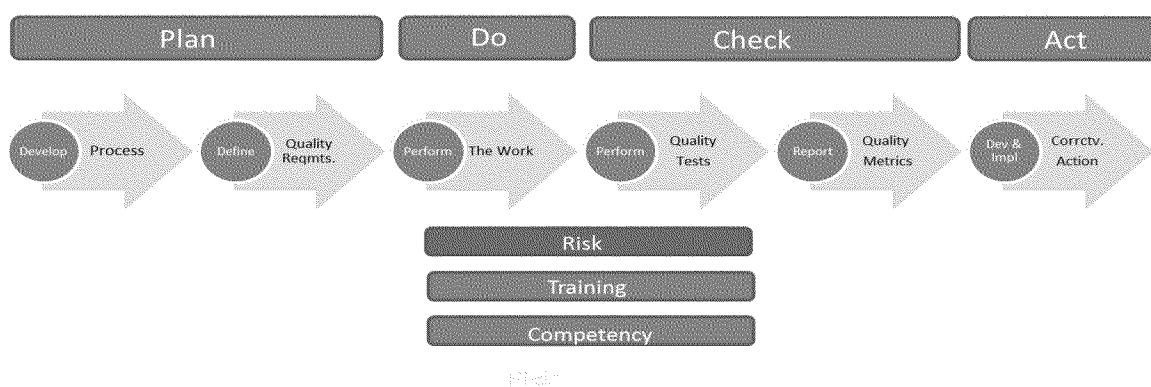 Plan
Do
Check
Act
Develop
Process
Define
Quality
Reqmts.
Perform
The Work
Perform
Quality
Tests
Report
Quality
Metrics
Dev &
Impl
Corrctv.
Action
Risk
Training
Competency